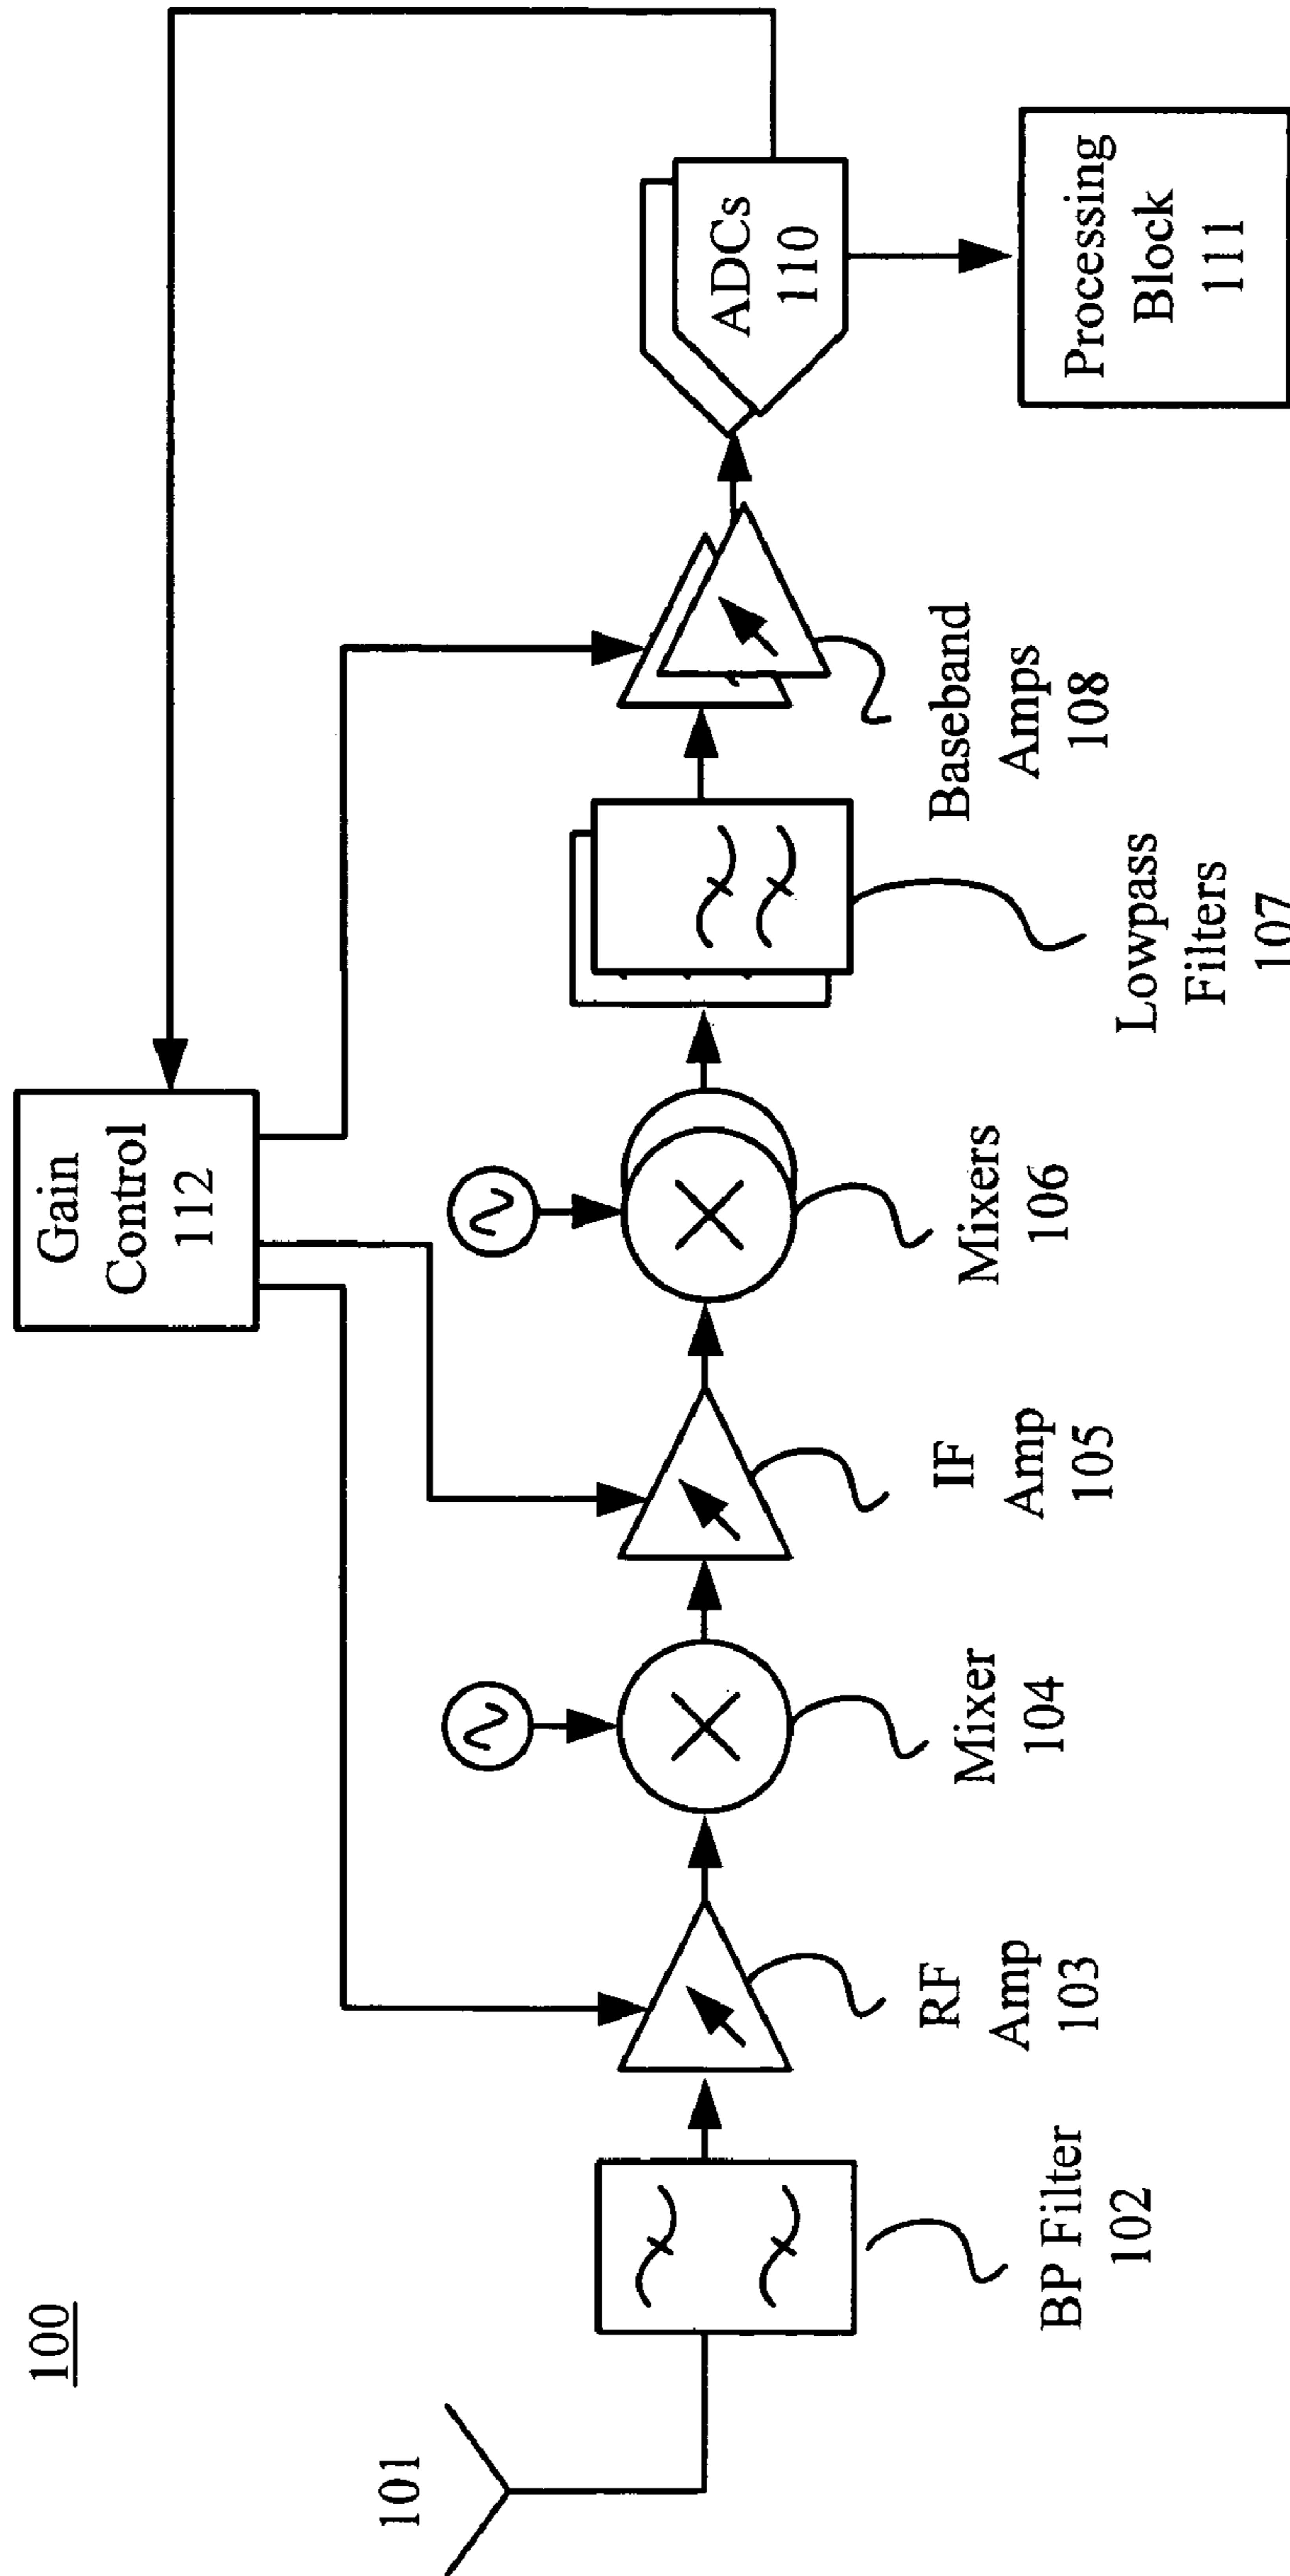 100
101
BP Filter
102
RF
Amp
103
Mixer
104
IF
Amp
105
Mixers
106
Lowpass
Filters
107
Baseband
Amps
108
ADCs
110
Processing
Block
111
Gain
Control
112